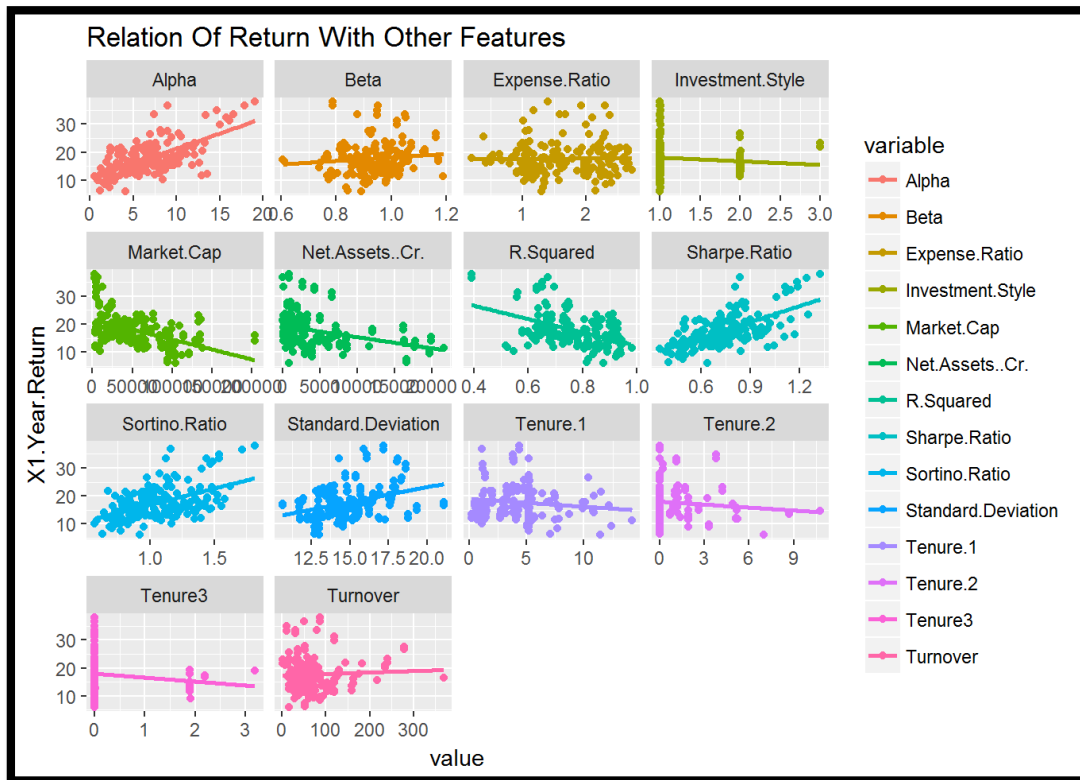 Relation Of Return With Other Features
Alpha Beta Expense.Ratio Investment.Style
30
20
10
0 5 10 15 20 0.6 0.8 1.0 1.2 1 2 1.0 1.5 2.0 2.5 3.0
Market.Cap Net.Assets..Cr. R.Squared Sharpe.Ratio
30
20
10
0 50000 100000 150000 200000 0 5000 10000 15000 20000 0.4 0.6 0.8 1.0 0.6 0.9 1.2
Sortino.Ratio Standard.Deviation Tenure.1 Tenure.2
30
20
10
1.0 1.5 12.5 15.0 17.5 20.0 0 5 10 0 3 6 9
Tenure3 Turnover
30
20
10
0 1 2 3 0 100 200 300
X1.Year.Return
value
variable
Alpha
Beta
Expense.Ratio
Investment.Style
Market.Cap
Net.Assets..Cr.
R.Squared
Sharpe.Ratio
Sortino.Ratio
Standard.Deviation
Tenure.1
Tenure.2
Tenure3
Turnover